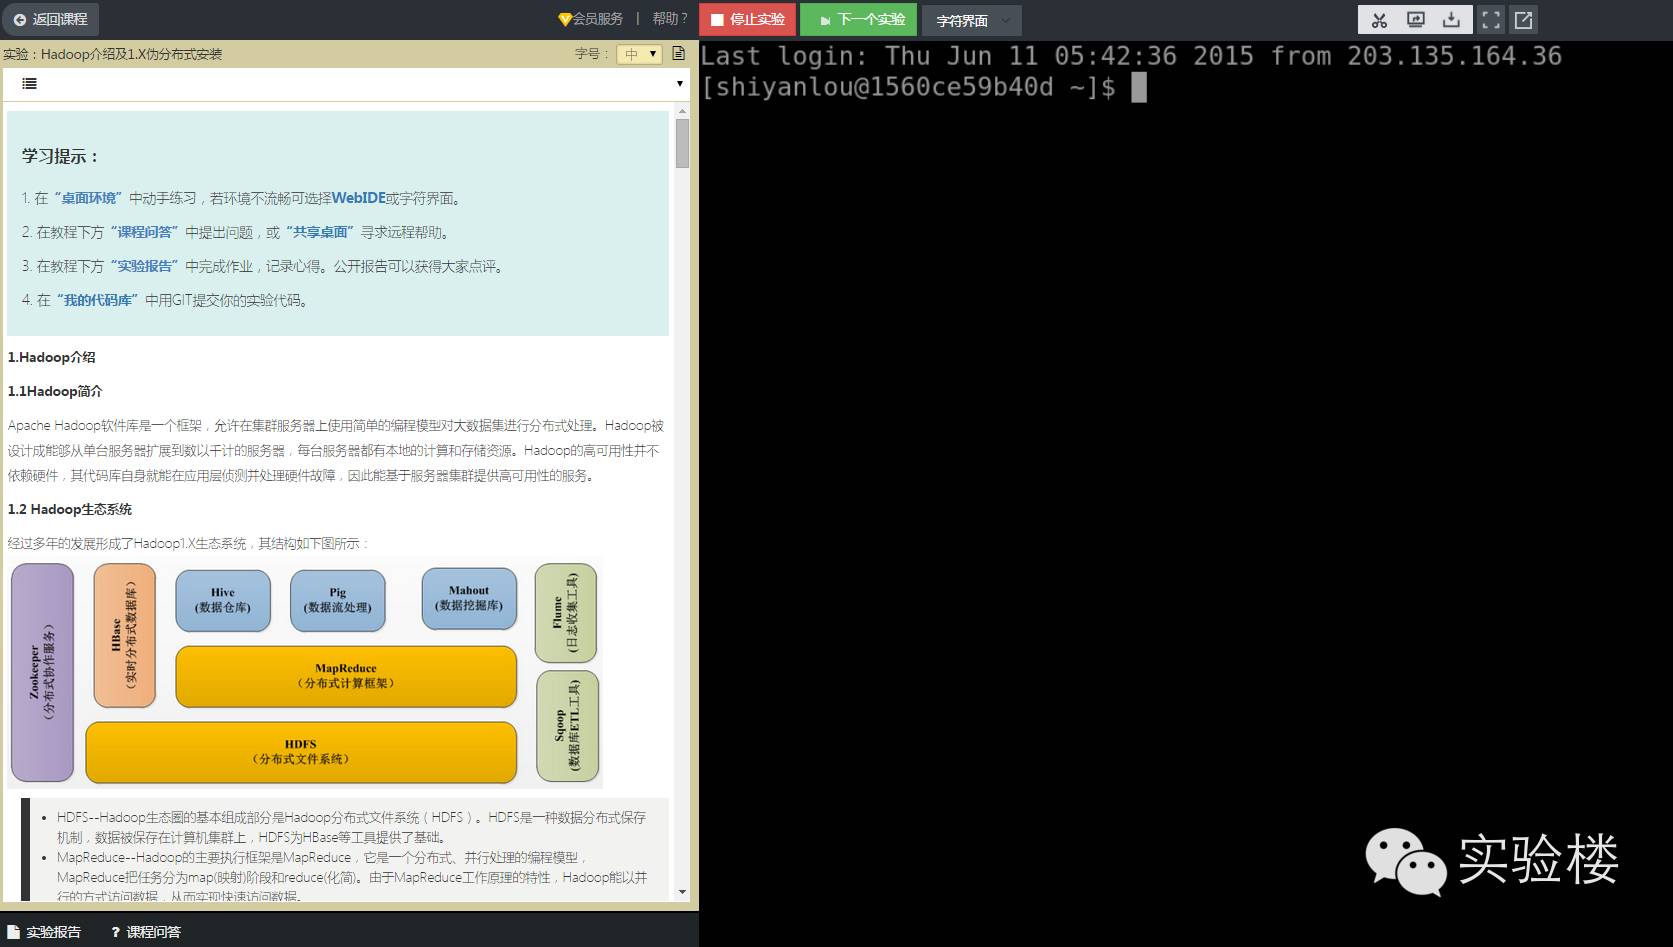 返回课程
会员服务 | 帮助?
停止实验
下一个实验
字符界面
实验:Hadoop介绍及1.X伪分布式安装
字号:
中
学习提示:
1. 在“桌面环境”中动手练习,若环境不流畅可选择WebIDE或字符界面。
2. 在教程下方“课程问答”中提出问题,或“共享桌面”寻求远程帮助。
3. 在教程下方“实验报告”中完成作业,记录心得。公开报告可以获得大家点评。
4. 在“我的代码库”中用GIT提交你的实验代码。
1.Hadoop介绍
1.1Hadoop简介
Apache Hadoop软件库是一个框架,允许在集群服务器上使用简单的编程模型对大数据集进行分布式处理。Hadoop被
设计成能够从单台服务器扩展到数以千计的服务器,每台服务器都有本地的计算和存储资源。Hadoop的高可用性并不
依赖硬件,其代码库自身就能在应用层侦测并处理硬件故障,因此能基于服务器集群提供高可用性的服务。
1.2 Hadoop生态系统
经过多年的发展形成了Hadoop1.X生态系统,其结构如下图所示:
Zookeeper
(分布式协作服务)
HBase
(实时分布式数据库)
Hive
(数据仓库)
Pig
(数据流处理)
Mahout
(数据挖掘库)
Flume
(日志收集工具)
MapReduce
(分布式计算框架)
Sqoop
(数据库ETL工具)
HDFS
(分布式文件系统)
• HDFS--Hadoop生态圈的基本组成部分是Hadoop分布式文件系统(HDFS)。HDFS是一种数据分布式保存
机制,数据被保存在计算机集群上,HDFS为HBase等工具提供了基础。
• MapReduce--Hadoop的主要执行框架是MapReduce,它是一个分布式、并行处理的编程模型,
MapReduce把任务分为map(映射)阶段和reduce(化简)。由于MapReduce工作原理的特性,Hadoop能以并
行的方式访问数据,从而实现快速访问数据。
实验报告
? 课程问答
Last login: Thu Jun 11 05:42:36 2015 from 203.135.164.36
[shiyanlou@1560ce59b40d ~]$
实验楼